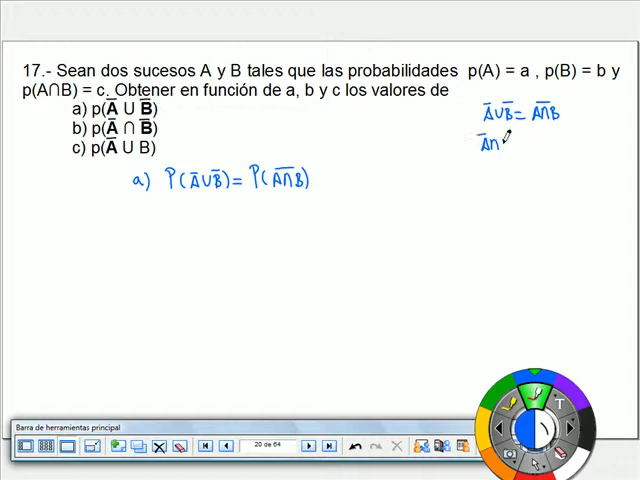 17.- Sean dos sucesos A y B tales que las probabilidades p(A) = a , p(B) = b y
p(A∩B) = c. Obtener en función de a, b y c los valores de
a) p(A̅ U B̅)
b) p(A̅ ∩ B̅)
c) p(A̅ U B)
A̅∪B̅ = A̅∩̅B̅
A̅∩
a) P(A̅∪B̅) = P(A̅∩̅B̅)
Barra de herramientas principal
20 de 64